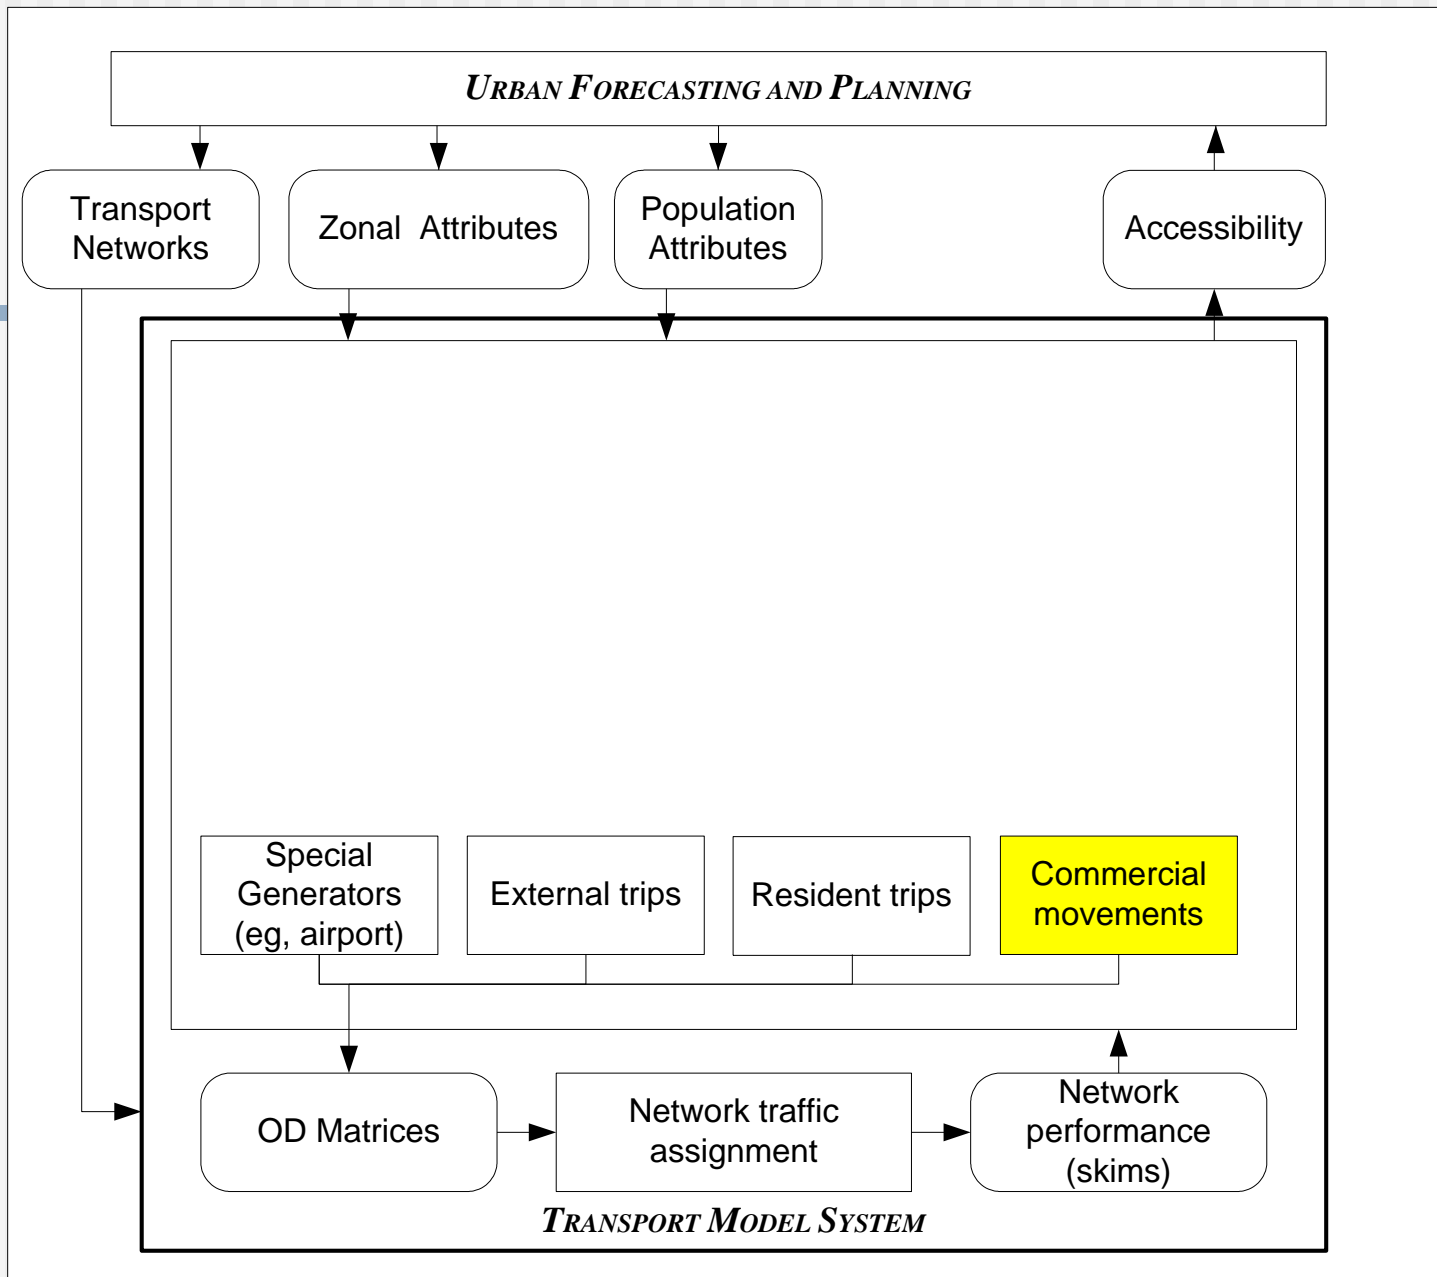 URBAN FORECASTING AND PLANNING
Transport
Networks
Zonal Attributes
Population
Attributes
Accessibility
Special
Generators
(eg, airport)
External trips
Resident trips
Commercial
movements
OD Matrices
Network traffic
assignment
Network
performance
(skims)
TRANSPORT MODEL SYSTEM